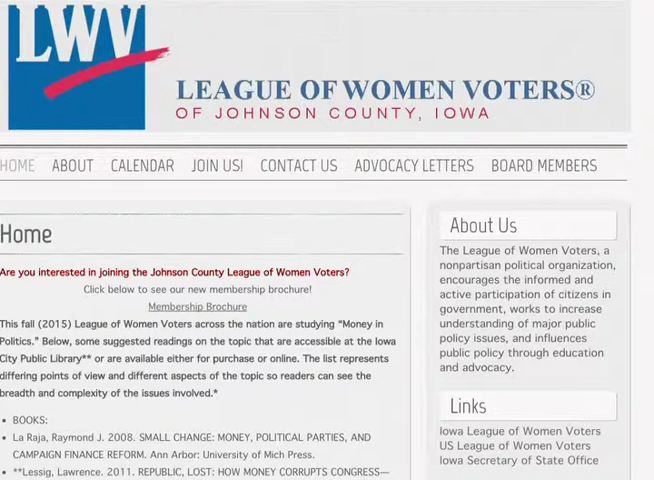 LWV
LEAGUE OF WOMEN VOTERS®
OF JOHNSON COUNTY, IOWA
HOME ABOUT CALENDAR JOIN US! CONTACT US ADVOCACY LETTERS BOARD MEMBERS
Home
Are you interested in joining the Johnson County League of Women Voters?
Click below to see our new membership brochure!
Membership Brochure
This fall (2015) League of Women Voters across the nation are studying “Money in
Politics.” Below, some suggested readings on the topic that are accessible at the Iowa
City Public Library** or are available either for purchase or online. The list represents
differing points of view and different aspects of the topic so readers can see the
breadth and complexity of the issues involved.*
• BOOKS:
• La Raja, Raymond J. 2008. SMALL CHANGE: MONEY, POLITICAL PARTIES, AND
CAMPAIGN FINANCE REFORM. Ann Arbor: University of Mich Press.
• **Lessig, Lawrence. 2011. REPUBLIC, LOST: HOW MONEY CORRUPTS CONGRESS—
About Us
The League of Women Voters, a
nonpartisan political organization,
encourages the informed and
active participation of citizens in
government, works to increase
understanding of major public
policy issues, and influences
public policy through education
and advocacy.
Links
Iowa League of Women Voters
US League of Women Voters
Iowa Secretary of State Office